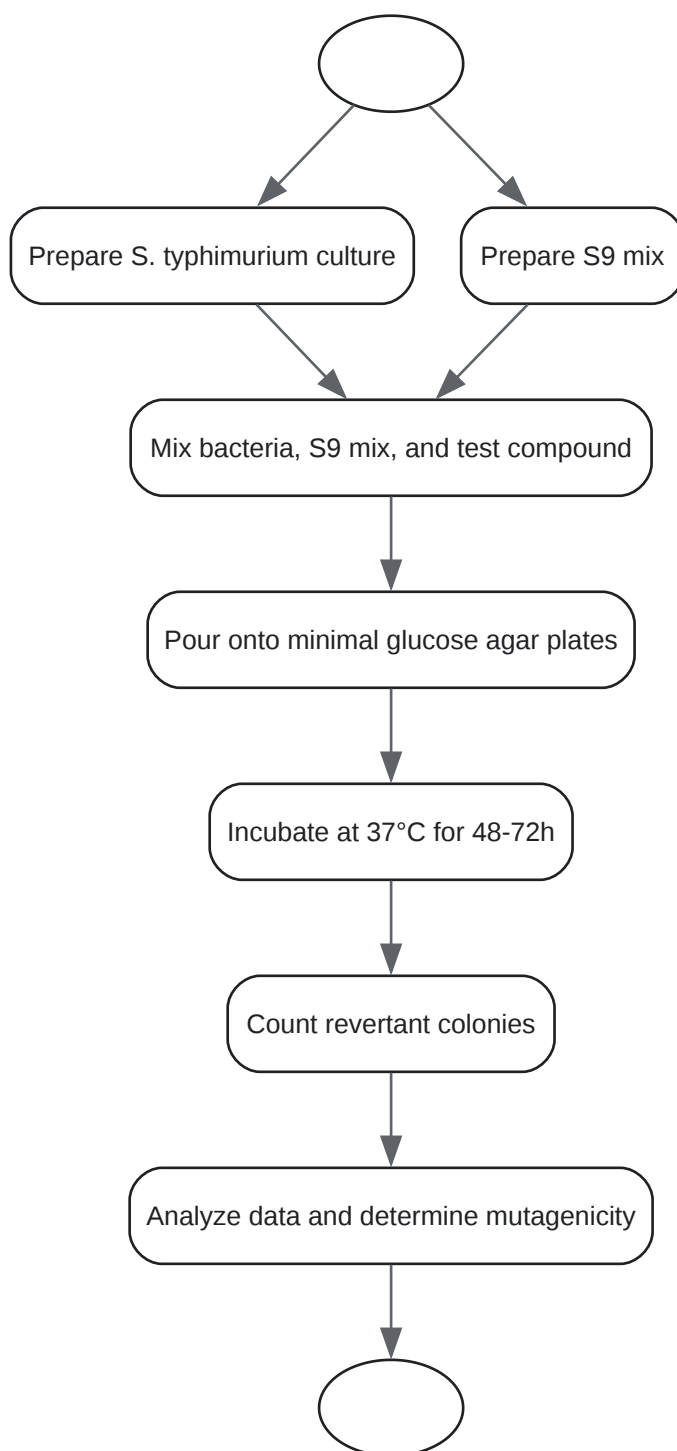 Prepare S. typhimurium culture
Prepare S9 mix
Mix bacteria, S9 mix, and test compound
Pour onto minimal glucose agar plates
Incubate at 37°C for 48-72h
Count revertant colonies
Analyze data and determine mutagenicity